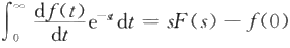 ∫₀^∞ df(t)/dt e^(-st) dt = sF(s) − f(0)